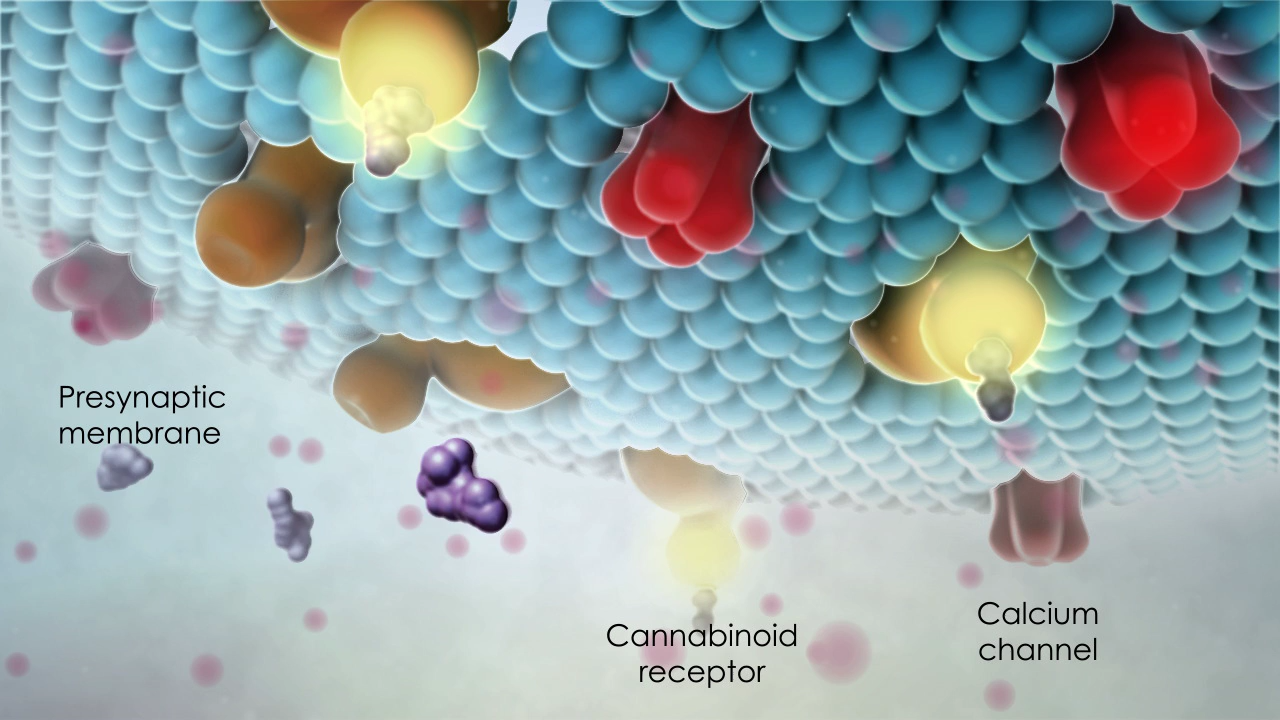 Presynaptic
membrane
Cannabinoid
receptor
Calcium
channel